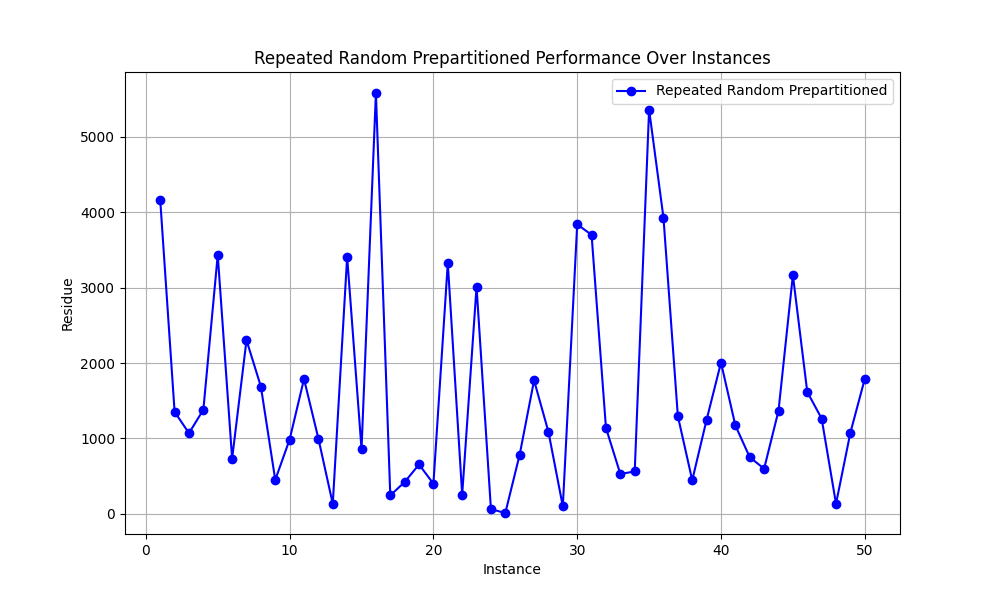 Repeated Random Prepartitioned Performance Over Instances
Repeated Random Prepartitioned
5000
4000
3000
2000
1000
0
Residue
0 10 20 30 40 50
Instance